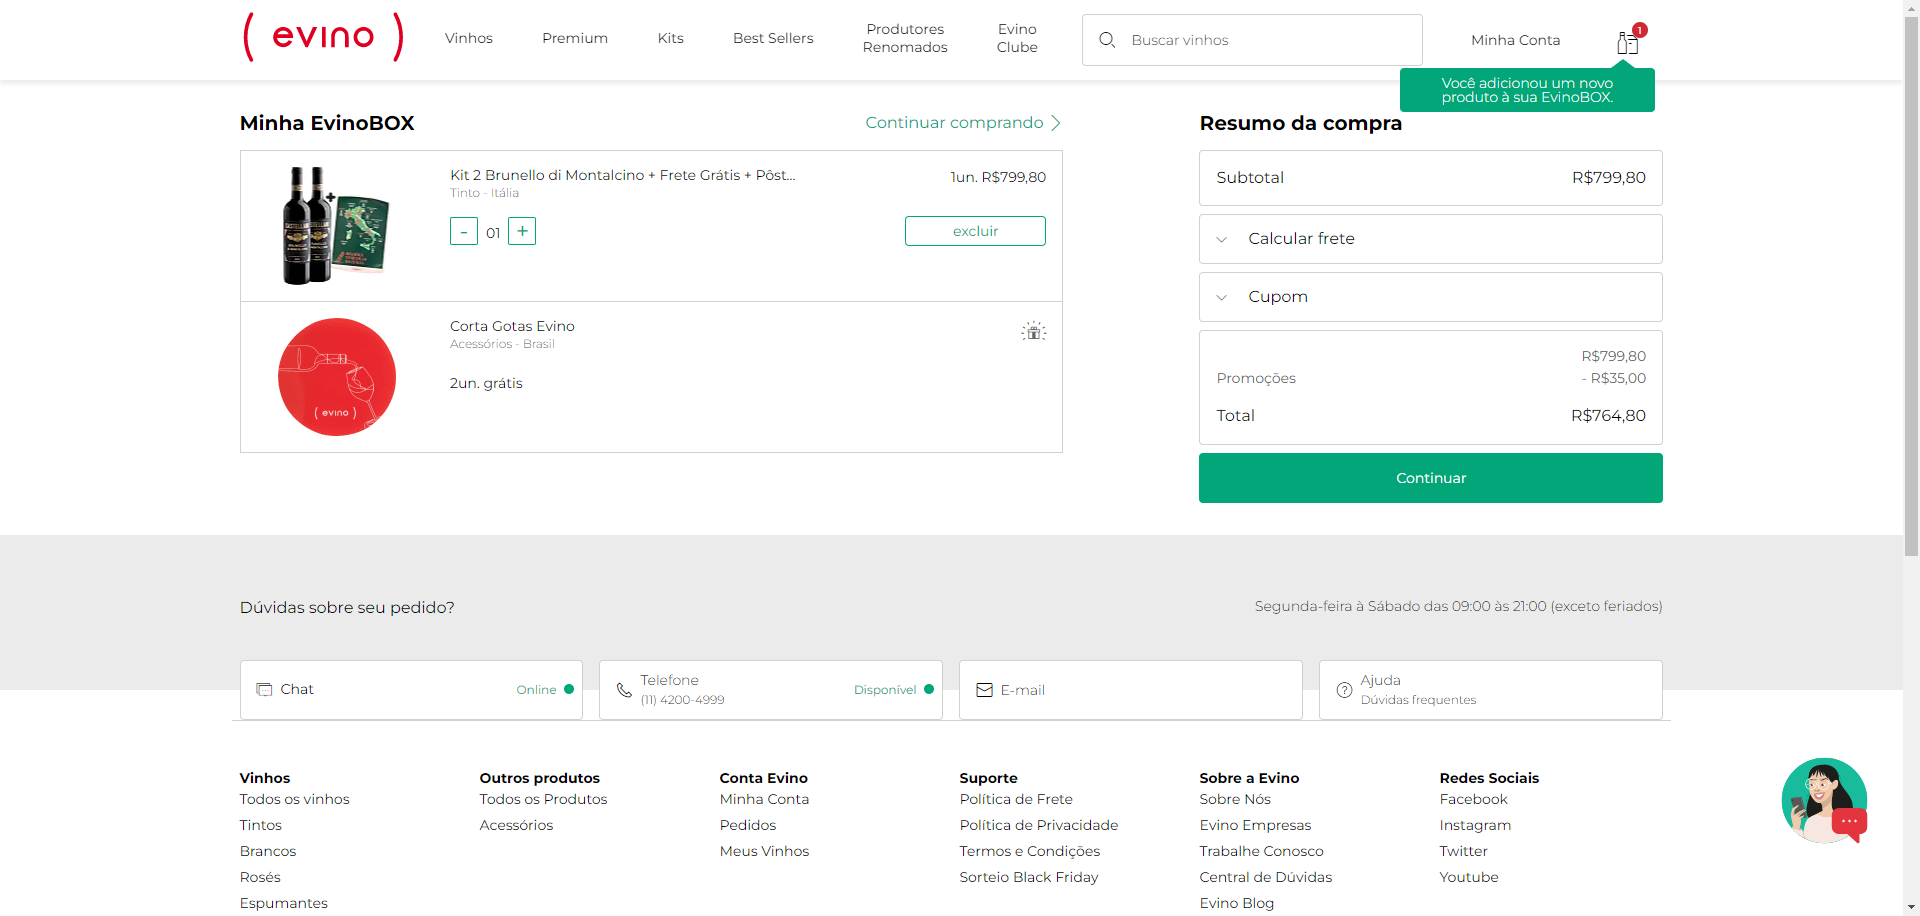 ( evino )
Vinhos
Premium
Kits
Best Sellers
Produtores
Renomados
Evino
Clube
Buscar vinhos
Minha Conta
1
Você adicionou um novo
produto à sua EvinoBOX.
Minha EvinoBOX
Continuar comprando
Kit 2 Brunello di Montalcino + Frete Grátis + Pôst...
Tinto - Itália
1un. R$799,80
- 01 +
excluir
Corta Gotas Evino
Acessórios - Brasil
2un. grátis
( evino )
Resumo da compra
Subtotal R$799,80
Calcular frete
Cupom
R$799,80
Promoções - R$35,00
Total R$764,80
Continuar
Dúvidas sobre seu pedido?
Segunda-feira à Sábado das 09:00 às 21:00 (exceto feriados)
Chat
Online
Telefone
(11) 4200-4999
Disponível
E-mail
Ajuda
Dúvidas frequentes
Vinhos
Todos os vinhos
Tintos
Brancos
Rosés
Espumantes
Outros produtos
Todos os Produtos
Acessórios
Conta Evino
Minha Conta
Pedidos
Meus Vinhos
Suporte
Política de Frete
Política de Privacidade
Termos e Condições
Sorteio Black Friday
Sobre a Evino
Sobre Nós
Evino Empresas
Trabalhe Conosco
Central de Dúvidas
Evino Blog
Redes Sociais
Facebook
Instagram
Twitter
Youtube